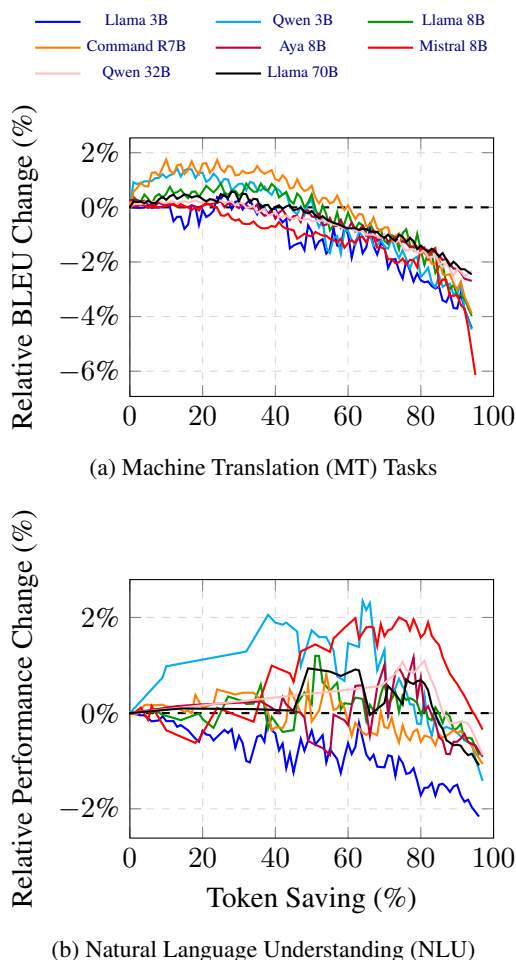 Llama 3B Qwen 3B Llama 8B
Command R7B Aya 8B Mistral 8B
Qwen 32B Llama 70B
Relative BLEU Change (%)
2%
0%
−2%
−4%
−6%
0 20 40 60 80 100
(a) Machine Translation (MT) Tasks
Relative Performance Change (%)
2%
0%
−2%
0 20 40 60 80 100
Token Saving (%)
(b) Natural Language Understanding (NLU)